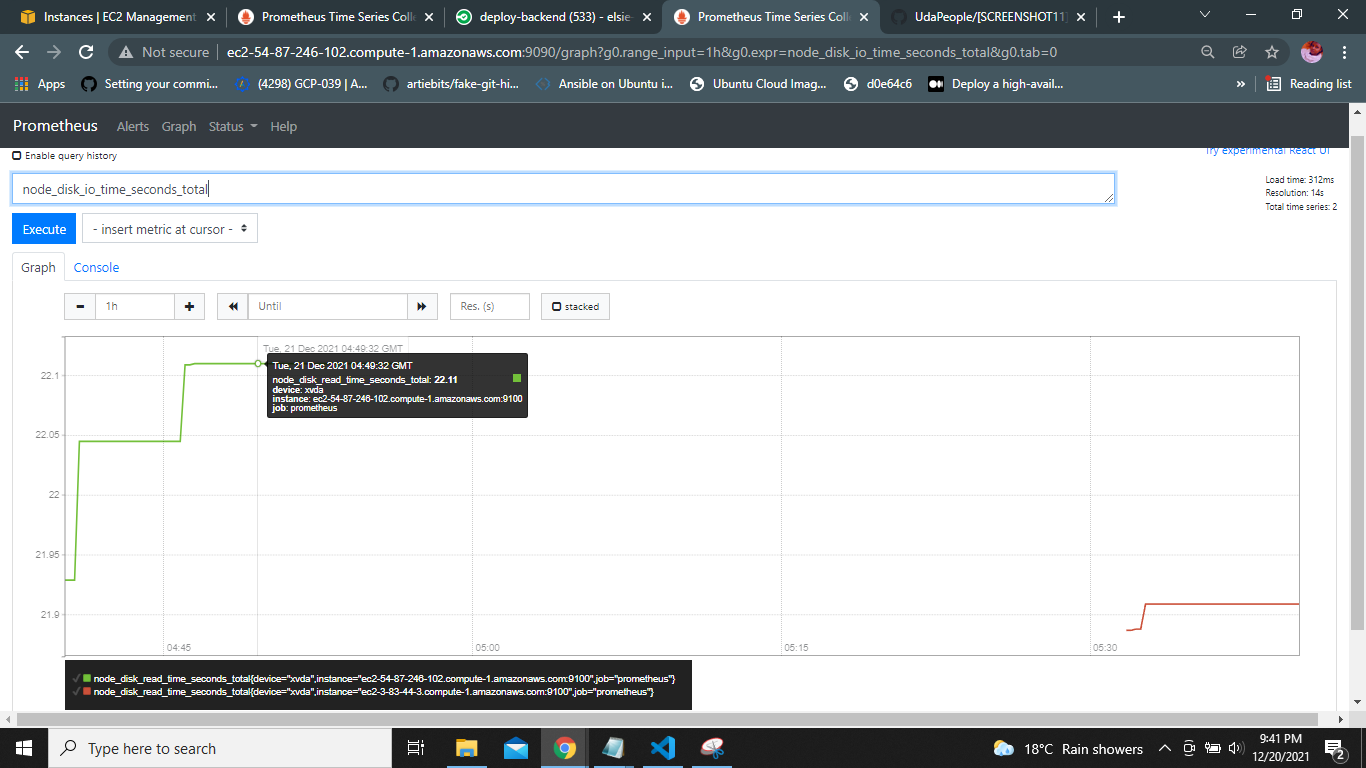 Instances | EC2 Management
Prometheus Time Series Colle
deploy-backend (533) - elsie-
Prometheus Time Series Colle
UdaPeople/[SCREENSHOT11]
Not secure
ec2-54-87-246-102.compute-1.amazonaws.com:9090/graph?g0.range_input=1h&g0.expr=node_disk_io_time_seconds_total&g0.tab=0
Apps
Setting your commi...
(4298) GCP-039 | A...
artiebits/fake-git-hi...
Ansible on Ubuntu i...
Ubuntu Cloud Imag...
d0e64c6
Deploy a high-avail...
»
Reading list
Prometheus
Alerts
Graph
Status
Help
Enable query history
Try experimental React UI
node_disk_io_time_seconds_total
Load time: 312ms
Resolution: 14s
Total time series: 2
Execute
- insert metric at cursor -
Graph
Console
1h
Until
Res. (s)
stacked
Tue, 21 Dec 2021 04:49:32 GMT
Tue, 21 Dec 2021 04:49:32 GMT
node_disk_read_time_seconds_total: 22.11
device: xvda
instance: ec2-54-87-246-102.compute-1.amazonaws.com:9100
job: prometheus
22.1
22.05
22
21.95
21.9
04:45
05:00
05:15
05:30
node_disk_read_time_seconds_total{device="xvda",instance="ec2-54-87-246-102.compute-1.amazonaws.com:9100",job="prometheus"}
node_disk_read_time_seconds_total{device="xvda",instance="ec2-3-83-44-3.compute-1.amazonaws.com:9100",job="prometheus"}
Type here to search
18°C Rain showers
9:41 PM
12/20/2021
2